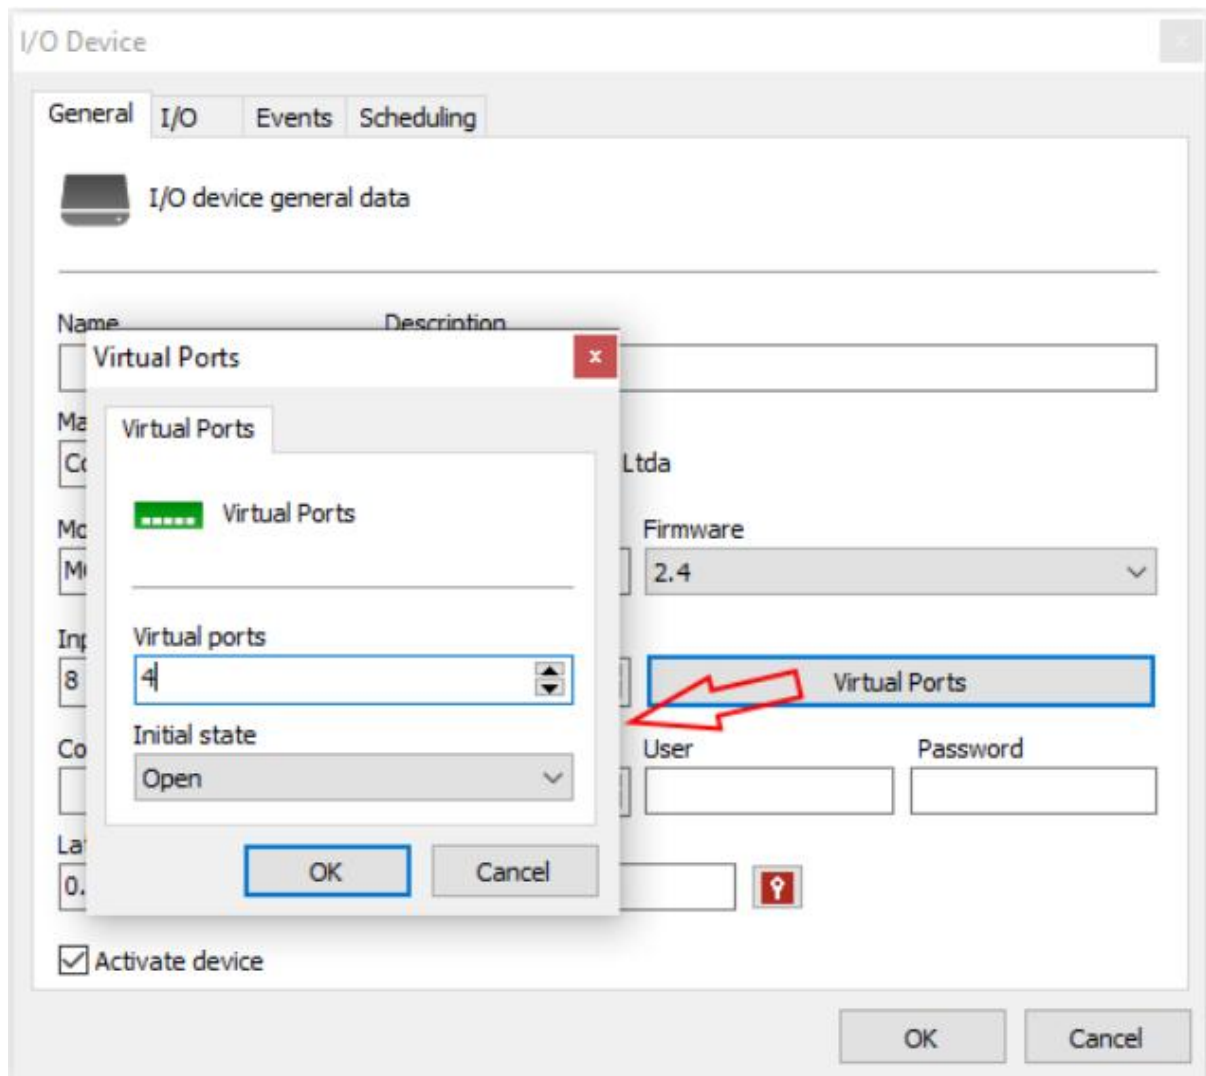 I/O Device
General I/O Events Scheduling
I/O device general data
Name Description
Virtual Ports
Virtual Ports
Ltda
Virtual Ports
Firmware
2.4
Virtual ports
8 4 Virtual Ports
Initial state
User Password
Open
OK Cancel
0.
Activate device
OK Cancel